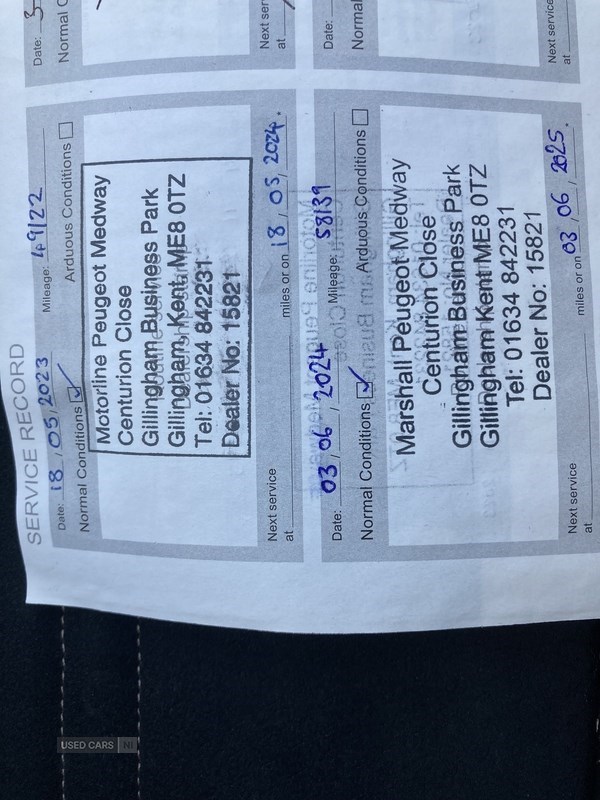 SERVICE RECORD
Date: 18 / 05 / 2023 Mileage: 49122
Normal Conditions ☑ Arduous Conditions ☐
Motorline Peugeot Medway
Centurion Close
Gillingham Business Park
Gillingham, Kent, ME8 0TZ
Tel: 01634 842231
Dealer No: 15821
Next service
at miles or on 18 / 05 / 2024.
Date: 03 / 06 / 2024 Mileage: 58139
Normal Conditions ☑ Arduous Conditions ☐
Marshall Peugeot Medway
Centurion Close
Gillingham Business Park
Gillingham Kent ME8 0TZ
Tel: 01634 842231
Dealer No: 15821
Next service
at miles or on 03 / 06 / 2025.
Date: 3
Normal
Next ser
at
Date:
Normal
Next service
at
USED CARS NI